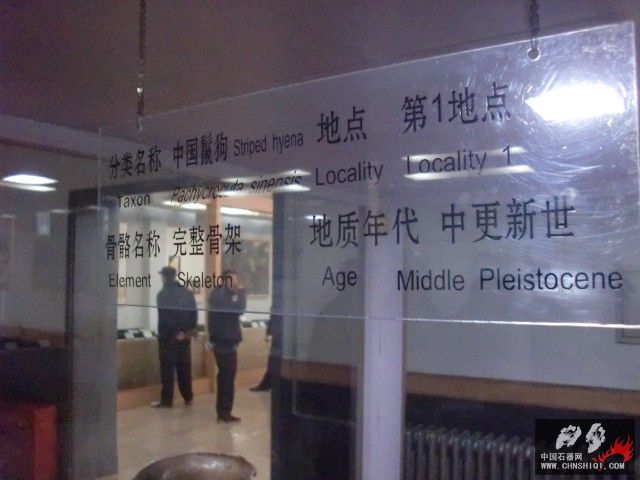 分类名称 中国鬣狗 Striped hyena
Taxon Pachycrocuta sinensis
骨骼名称 完整骨架
Element Skeleton
地点 第1地点
Locality Locality 1
地质年代 中更新世
Age Middle Pleistocene
中国石器网
WWW.CHNSHIQI.COM